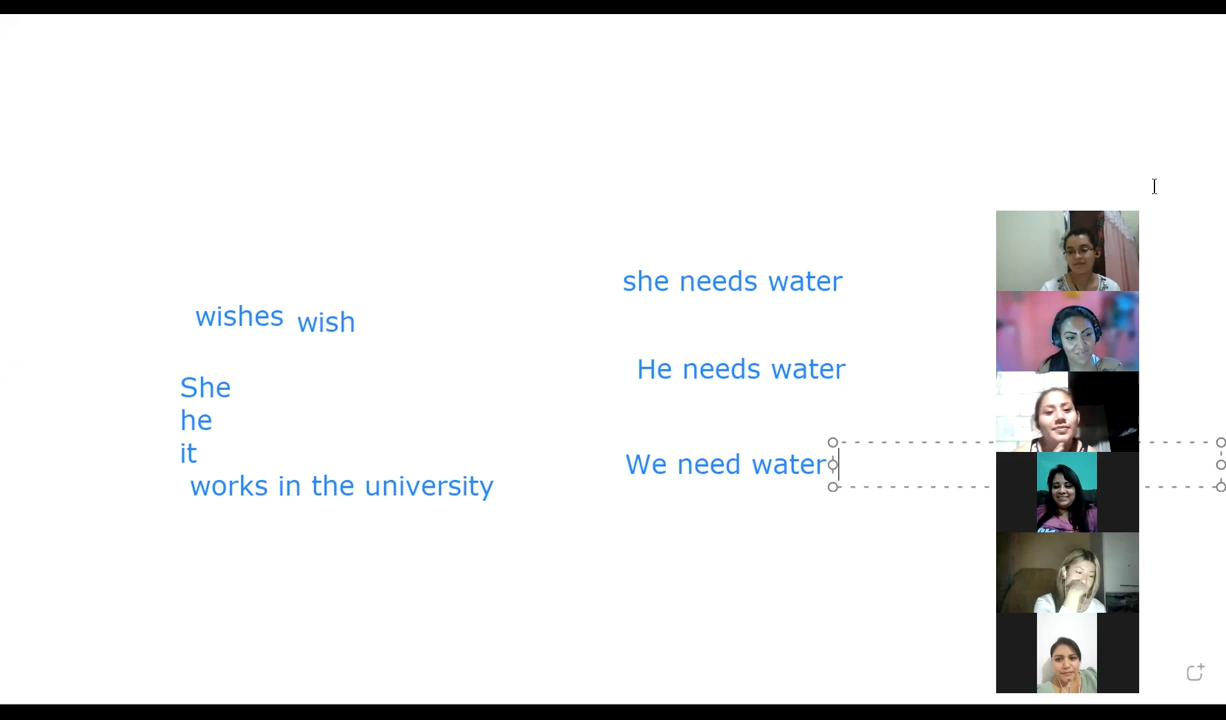 wishes wish
She
he
it
works in the university
she needs water
He needs water
We need water